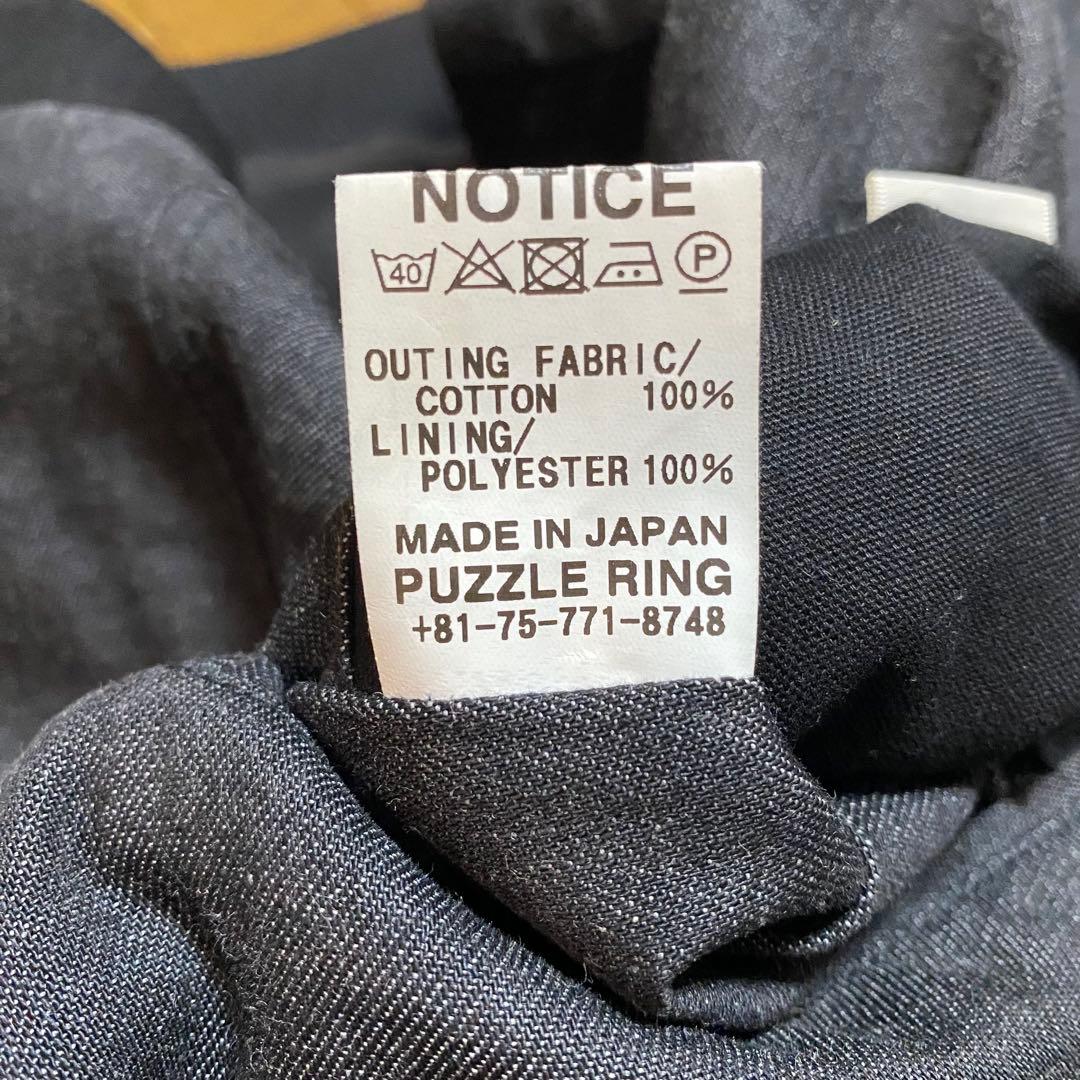 NOTICE
40 P
OUTING FABRIC/
COTTON 100%
LINING/
POLYESTER 100%
MADE IN JAPAN
PUZZLE RING
+81-75-771-8748